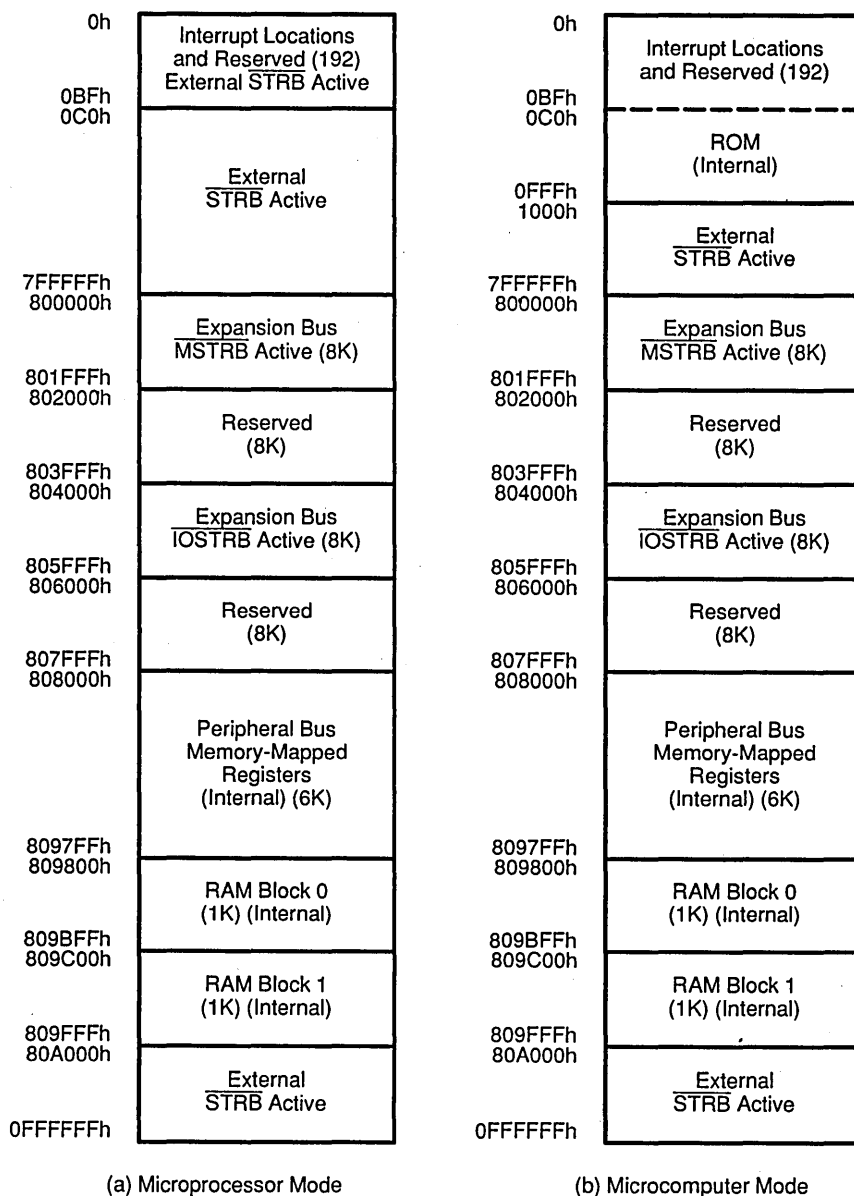 0h
Interrupt Locations
and Reserved (192)
External STRB Active
0BFh
0C0h
External
STRB Active
7FFFFFh
800000h
Expansion Bus
MSTRB Active (8K)
801FFFh
802000h
Reserved
(8K)
803FFFh
804000h
Expansion Bus
IOSTRB Active (8K)
805FFFh
806000h
Reserved
(8K)
807FFFh
808000h
Peripheral Bus
Memory-Mapped
Registers
(Internal) (6K)
8097FFh
809800h
RAM Block 0
(1K) (Internal)
809BFFh
809C00h
RAM Block 1
(1K) (Internal)
809FFFh
80A000h
External
STRB Active
0FFFFFFh
(a) Microprocessor Mode
0h
Interrupt Locations
and Reserved (192)
0BFh
0C0h
ROM
(Internal)
0FFFh
1000h
External
STRB Active
7FFFFFh
800000h
Expansion Bus
MSTRB Active (8K)
801FFFh
802000h
Reserved
(8K)
803FFFh
804000h
Expansion Bus
IOSTRB Active (8K)
805FFFh
806000h
Reserved
(8K)
807FFFh
808000h
Peripheral Bus
Memory-Mapped
Registers
(Internal) (6K)
8097FFh
809800h
RAM Block 0
(1K) (Internal)
809BFFh
809C00h
RAM Block 1
(1K) (Internal)
809FFFh
80A000h
External
STRB Active
0FFFFFFh
(b) Microcomputer Mode